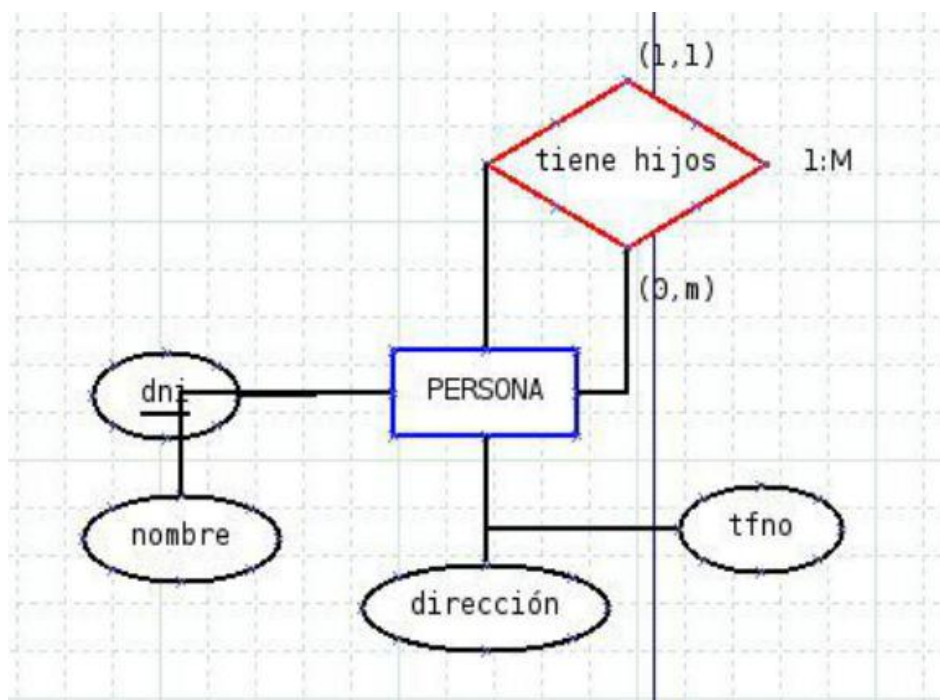 (1,1)
tiene hijos
1:M
(0,m)
dni
PERSONA
nombre
tfno
dirección